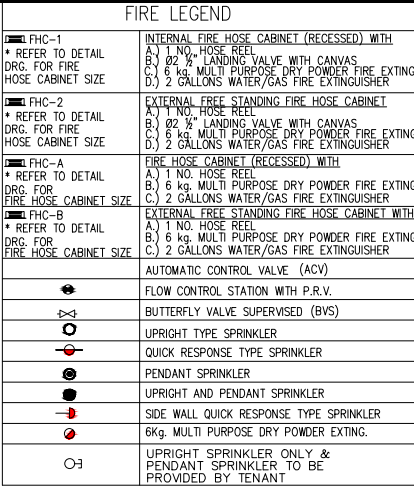 FIRE LEGEND
FHC-1
* REFER TO DETAIL
DRG. FOR FIRE
HOSE CABINET SIZE
INTERNAL FIRE HOSE CABINET (RECESSED) WITH
A.) 1 NO. HOSE REEL
B.) Ø2 ½" LANDING VALVE WITH CANVAS
C.) 6 kg. MULTI PURPOSE DRY POWDER FIRE EXTING
D.) 2 GALLONS WATER/GAS FIRE EXTINGUISHER
FHC-2
* REFER TO DETAIL
DRG. FOR FIRE
HOSE CABINET SIZE
EXTERNAL FREE STANDING FIRE HOSE CABINET
A.) 1 NO. HOSE REEL
B.) Ø2 ½" LANDING VALVE WITH CANVAS
C.) 6 kg. MULTI PURPOSE DRY POWDER FIRE EXTING
D.) 2 GALLONS WATER/GAS FIRE EXTINGUISHER
FHC-A
* REFER TO DETAIL
DRG. FOR
FIRE HOSE CABINET SIZE
FIRE HOSE CABINET (RECESSED) WITH
A.) 1 NO. HOSE REEL
B.) 6 kg. MULTI PURPOSE DRY POWDER FIRE EXTING
C.) 2 GALLONS WATER/GAS FIRE EXTINGUISHER
FHC-B
* REFER TO DETAIL
DRG. FOR
FIRE HOSE CABINET SIZE
EXTERNAL FREE STANDING FIRE HOSE CABINET WITH
A.) 1 NO. HOSE REEL
B.) 6 kg. MULTI PURPOSE DRY POWDER FIRE EXTING
C.) 2 GALLONS WATER/GAS FIRE EXTINGUISHER
AUTOMATIC CONTROL VALVE (ACV)
FLOW CONTROL STATION WITH P.R.V.
BUTTERFLY VALVE SUPERVISED (BVS)
UPRIGHT TYPE SPRINKLER
QUICK RESPONSE TYPE SPRINKLER
PENDANT SPRINKLER
UPRIGHT AND PENDANT SPRINKLER
SIDE WALL QUICK RESPONSE TYPE SPRINKLER
6Kg. MULTI PURPOSE DRY POWDER EXTING.
UPRIGHT SPRINKLER ONLY &
PENDANT SPRINKLER TO BE
PROVIDED BY TENANT